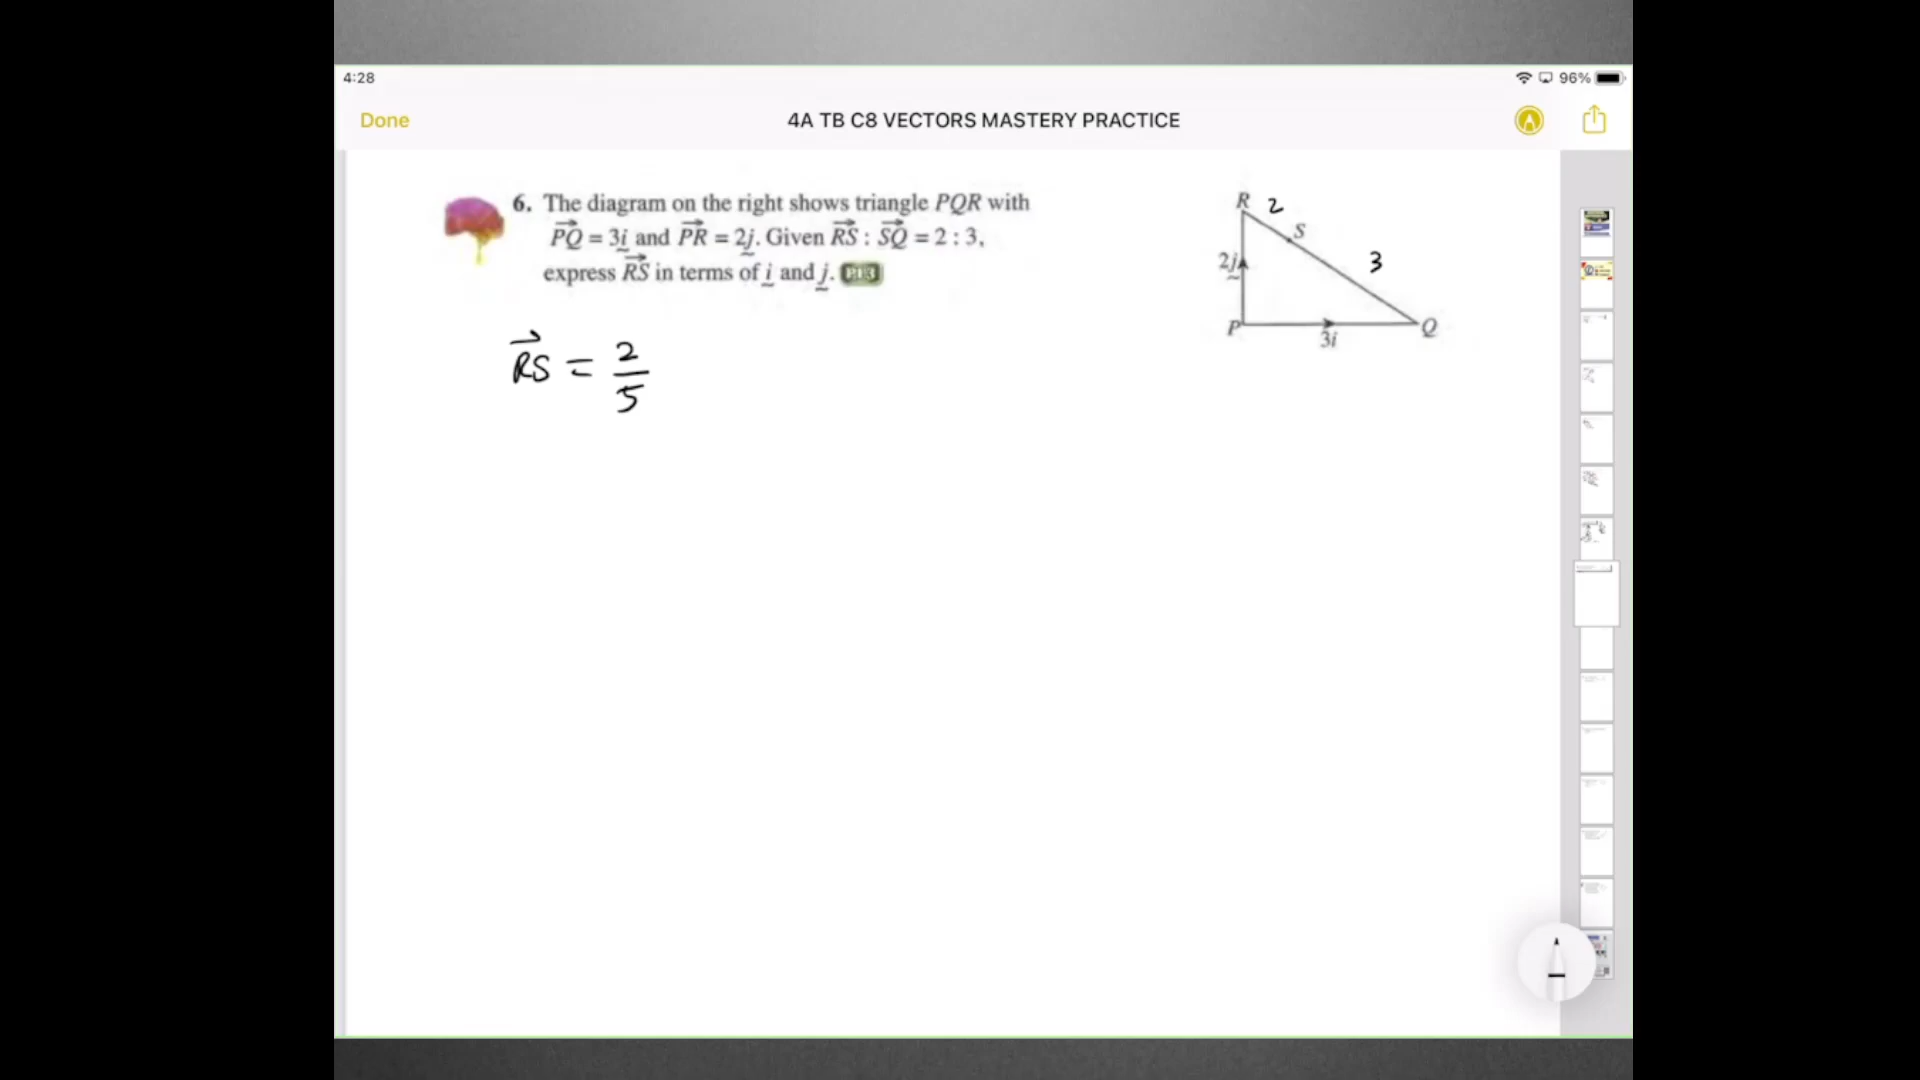 4:28
96%
Done
4A TB C8 VECTORS MASTERY PRACTICE
6. The diagram on the right shows triangle PQR with
PQ = 3i and PR = 2j. Given RS : SQ = 2 : 3,
express RS in terms of i and j.
R 2
S
2j
3
P
Q
3i
RS = 2/5